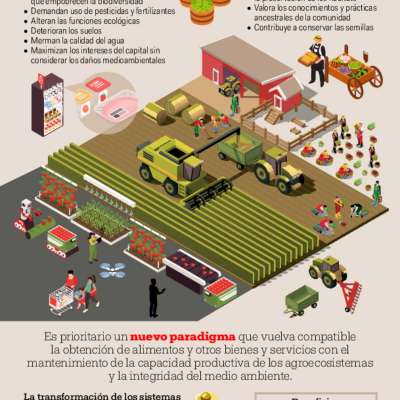 que empobrecen la biodiversidad
• Demandan uso de pesticidas y fertilizantes
• Alteran las funciones ecológicas
• Deterioran los suelos
• Merman la calidad del agua
• Maximizan los intereses del capital sin
considerar los daños medioambientales
• Valora los conocimientos y prácticas
ancestrales de la comunidad
• Contribuye a conservar las semillas
Es prioritario un nuevo paradigma que vuelva compatible
la obtención de alimentos y otros bienes y servicios con el
mantenimiento de la capacidad productiva de los agroecosistemas
y la integridad del medio ambiente.
La transformación de los sistemas